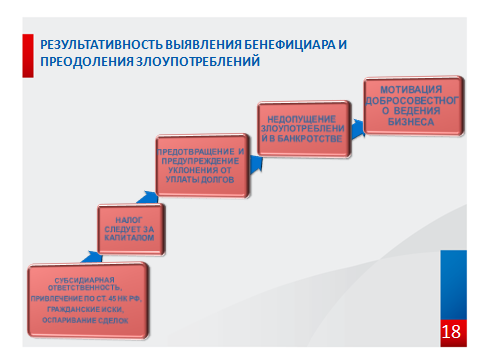 РЕЗУЛЬТАТИВНОСТЬ ВЫЯВЛЕНИЯ БЕНЕФИЦИАРА И
ПРЕОДОЛЕНИЯ ЗЛОУПОТРЕБЛЕНИЙ
МОТИВАЦИЯ
ДОБРОСОВЕСТНОГ
О ВЕДЕНИЯ
БИЗНЕСА
НЕДОПУЩЕНИЕ
ЗЛОУПОТРЕБЛЕНИ
Й В БАНКРОТСТВЕ
ПРЕДОТВРАЩЕНИЕ И
ПРЕДУПРЕЖДЕНИЕ
УКЛОНЕНИЯ ОТ
УПЛАТЫ ДОЛГОВ
НАЛОГ
СЛЕДУЕТ ЗА
КАПИТАЛОМ
СУБСИДИАРНАЯ
ОТВЕТСТВЕННОСТЬ,
ПРИВЛЕЧЕНИЕ ПО СТ. 45 НК РФ,
ГРАЖДАНСКИЕ ИСКИ,
ОСПАРИВАНИЕ СДЕЛОК
18